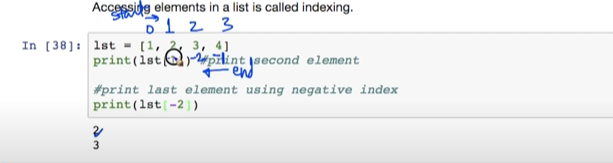 Accessing elements in a list is called indexing.
start →
0 1 2 3
In [38]: lst = [1, 2, 3, 4]
print(lst[ ]) -2 -1 #print second element
← end
#print last element using negative index
print(lst[-2])
2
3